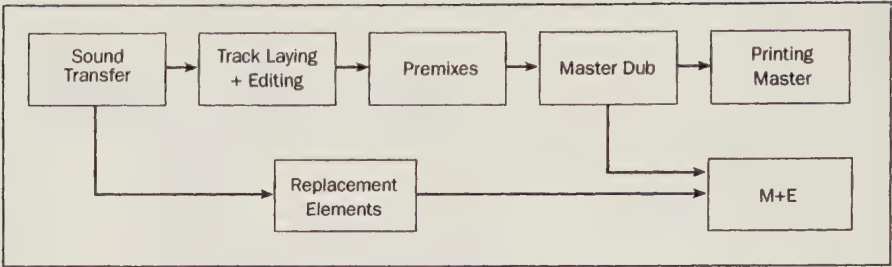 Sound
Transfer
Track Laying
+ Editing
Premixes
Master Dub
Printing
Master
Replacement
Elements
M+E